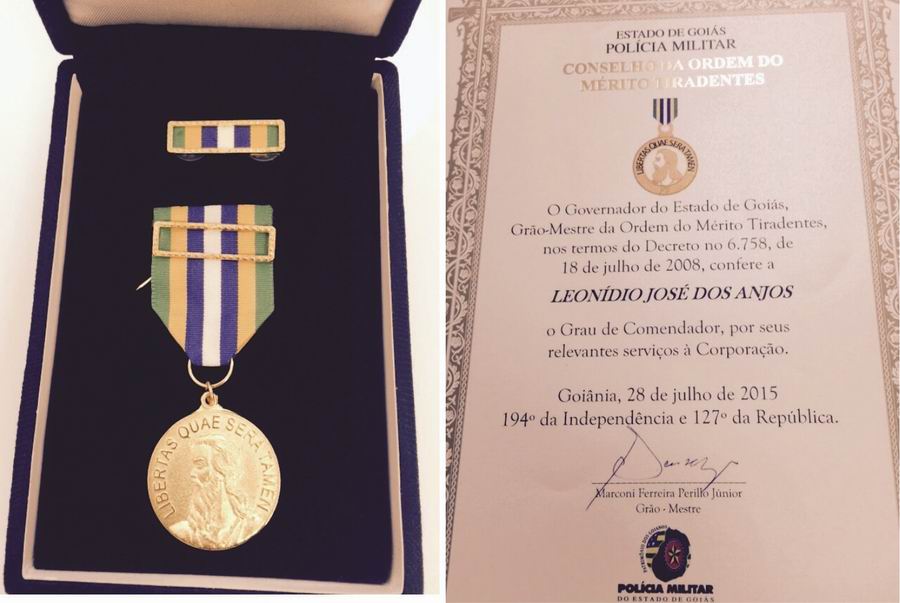 LIBERTAS QUAE SERA TAMEN
ESTADO DE GOIÁS
POLÍCIA MILITAR
CONSELHO DA ORDEM DO
MÉRITO TIRADENTES
LIBERTAS QUAE SERA TAMEN
O Governador do Estado de Goiás,
Grão-Mestre da Ordem do Mérito Tiradentes,
nos termos do Decreto no 6.758, de
18 de julho de 2008, confere a
LEONÍDIO JOSÉ DOS ANJOS
o Grau de Comendador, por seus
relevantes serviços à Corporação.
Goiânia, 28 de julho de 2015
194º da Independência e 127º da República.
Marconi Ferreira Perillo Júnior
Grão - Mestre
PATRIMÔNIO DOS GOIANOS
POLÍCIA MILITAR
DO ESTADO DE GOIÁS